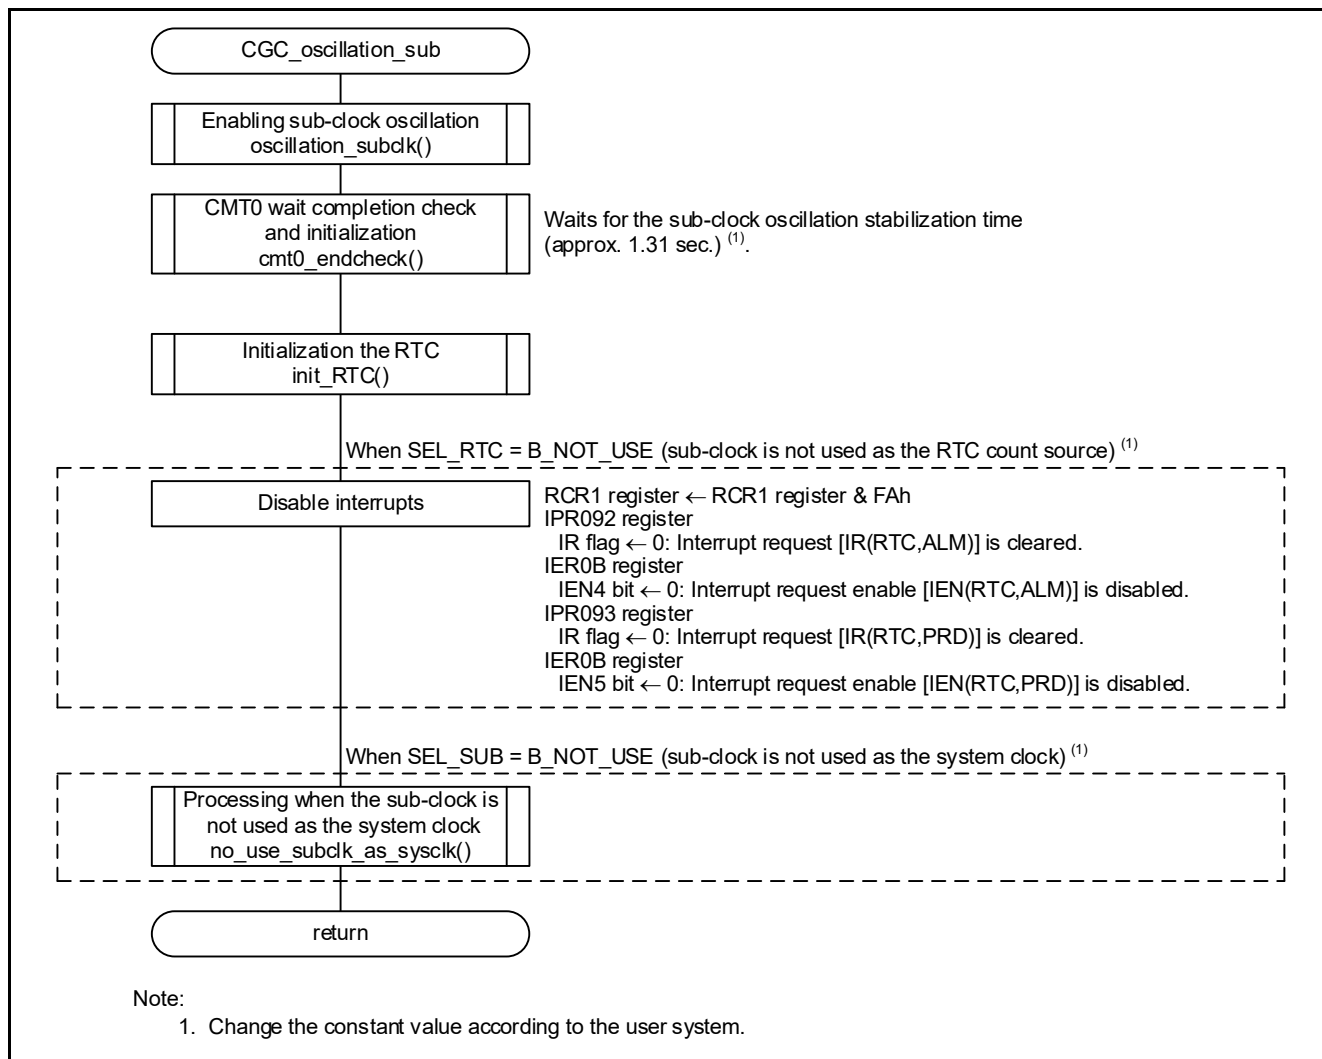 CGC_oscillation_sub
Enabling sub-clock oscillation
oscillation_subclk()
CMT0 wait completion check
and initialization
cmt0_endcheck()
Waits for the sub-clock oscillation stabilization time
(approx. 1.31 sec.) (1).
Initialization the RTC
init_RTC()
When SEL_RTC = B_NOT_USE (sub-clock is not used as the RTC count source) (1)
Disable interrupts
RCR1 register ← RCR1 register & FAh
IPR092 register
IR flag ← 0: Interrupt request [IR(RTC,ALM)] is cleared.
IER0B register
IEN4 bit ← 0: Interrupt request enable [IEN(RTC,ALM)] is disabled.
IPR093 register
IR flag ← 0: Interrupt request [IR(RTC,PRD)] is cleared.
IER0B register
IEN5 bit ← 0: Interrupt request enable [IEN(RTC,PRD)] is disabled.
When SEL_SUB = B_NOT_USE (sub-clock is not used as the system clock) (1)
Processing when the sub-clock is
not used as the system clock
no_use_subclk_as_sysclk()
return
Note:
1. Change the constant value according to the user system.